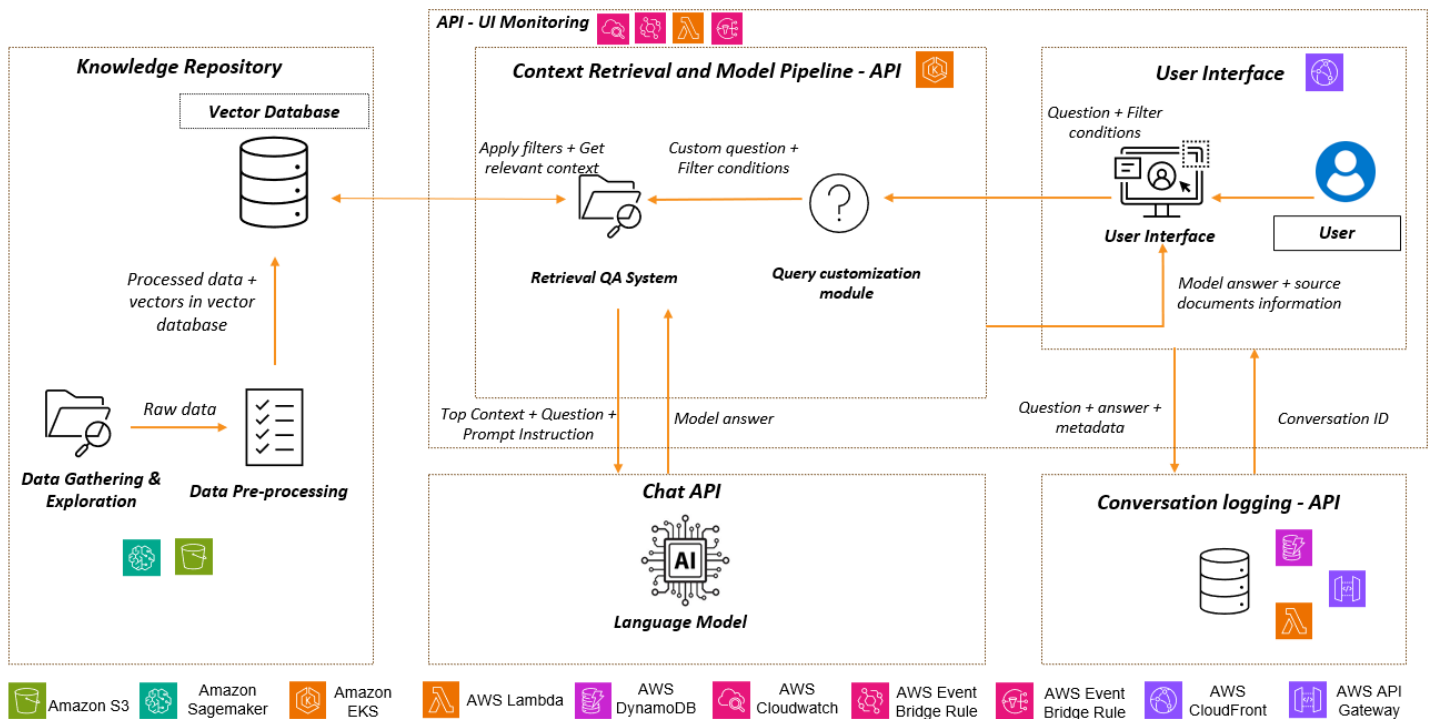 API - UI Monitoring
Knowledge Repository
Vector Database
Processed data +
vectors in vector
database
Raw data
Data Gathering &
Exploration
Data Pre-processing
Context Retrieval and Model Pipeline - API
Apply filters + Get
relevant context
Custom question +
Filter conditions
Retrieval QA System
Query customization
module
User Interface
Question + Filter
conditions
User Interface
User
Model answer + source
documents information
Top Context + Question +
Prompt Instruction
Model answer
Question + answer +
metadata
Conversation ID
Chat API
AI
Language Model
Conversation logging - API
Amazon S3
Amazon
Sagemaker
Amazon
EKS
AWS Lambda
AWS
DynamoDB
AWS
Cloudwatch
AWS Event
Bridge Rule
AWS Event
Bridge Rule
AWS
CloudFront
AWS API
Gateway